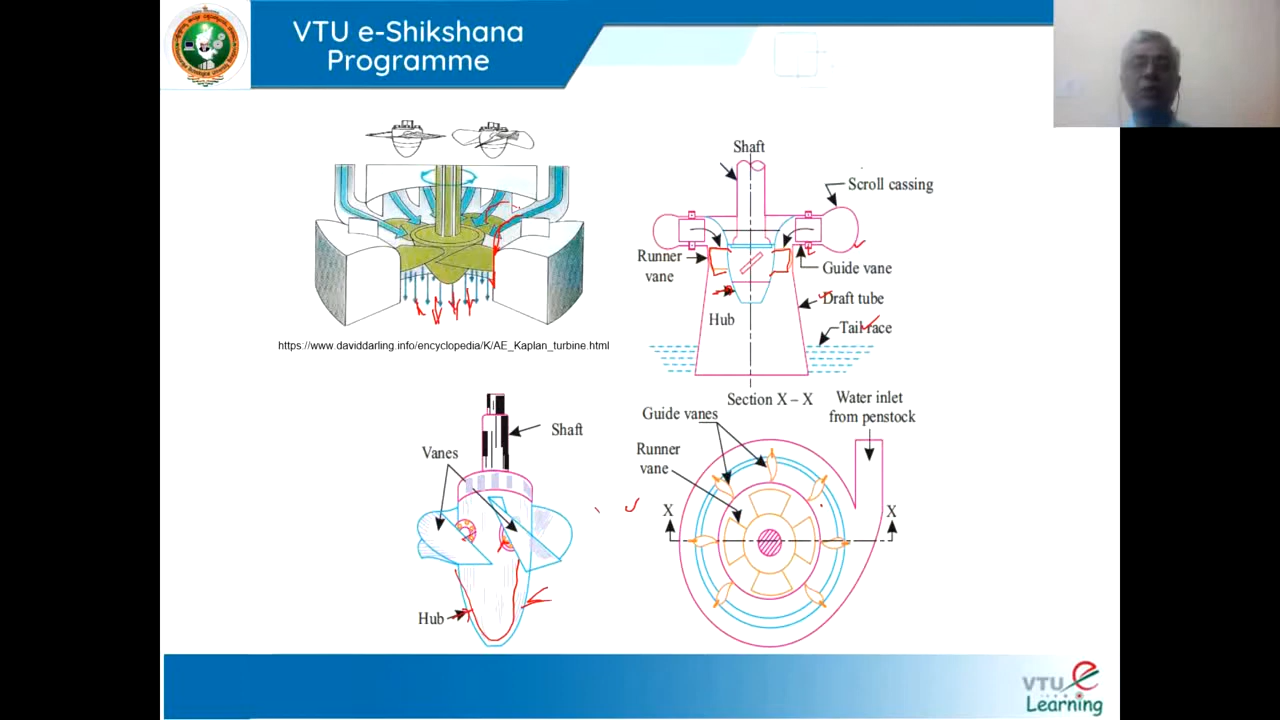 VTU e-Shikshana
Programme
https://www.daviddarling.info/encyclopedia/K/AE_Kaplan_turbine.html
Shaft
Scroll cassing
Runner
vane
Guide vane
Draft tube
Hub
Tail race
Section X – X
Shaft
Vanes
Hub
Water inlet
from penstock
Guide vanes
Runner
vane
X
X
VTU e
Learning